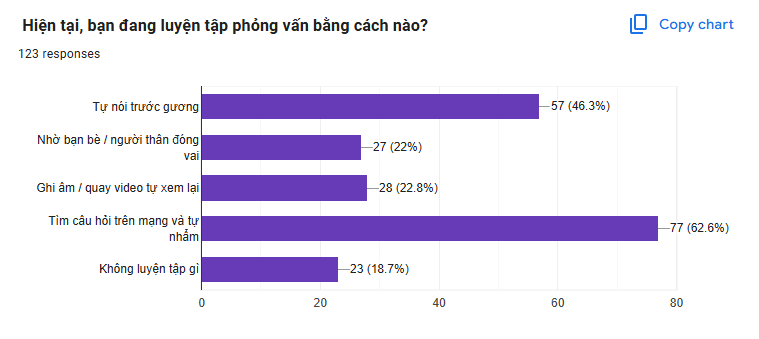 Hiện tại, bạn đang luyện tập phỏng vấn bằng cách nào?
Copy chart
123 responses
Tự nói trước gương
57 (46.3%)
Nhờ bạn bè / người thân đóng
vai
27 (22%)
Ghi âm / quay video tự xem lại
28 (22.8%)
Tìm câu hỏi trên mạng và tự
nhẩm
77 (62.6%)
Không luyện tập gì
23 (18.7%)
0
20
40
60
80